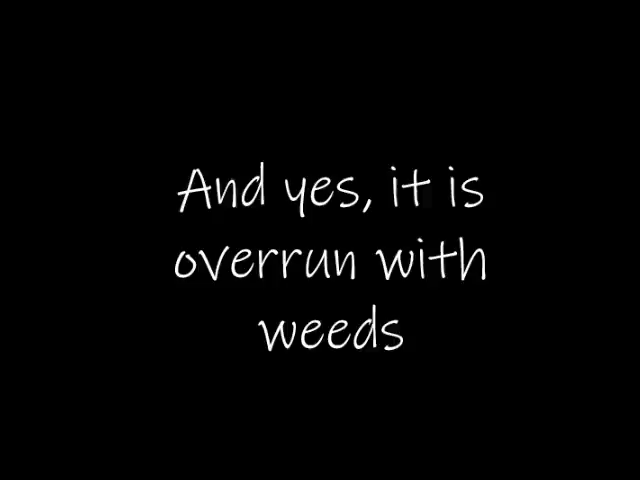 And yes, it is
overrun with
weeds